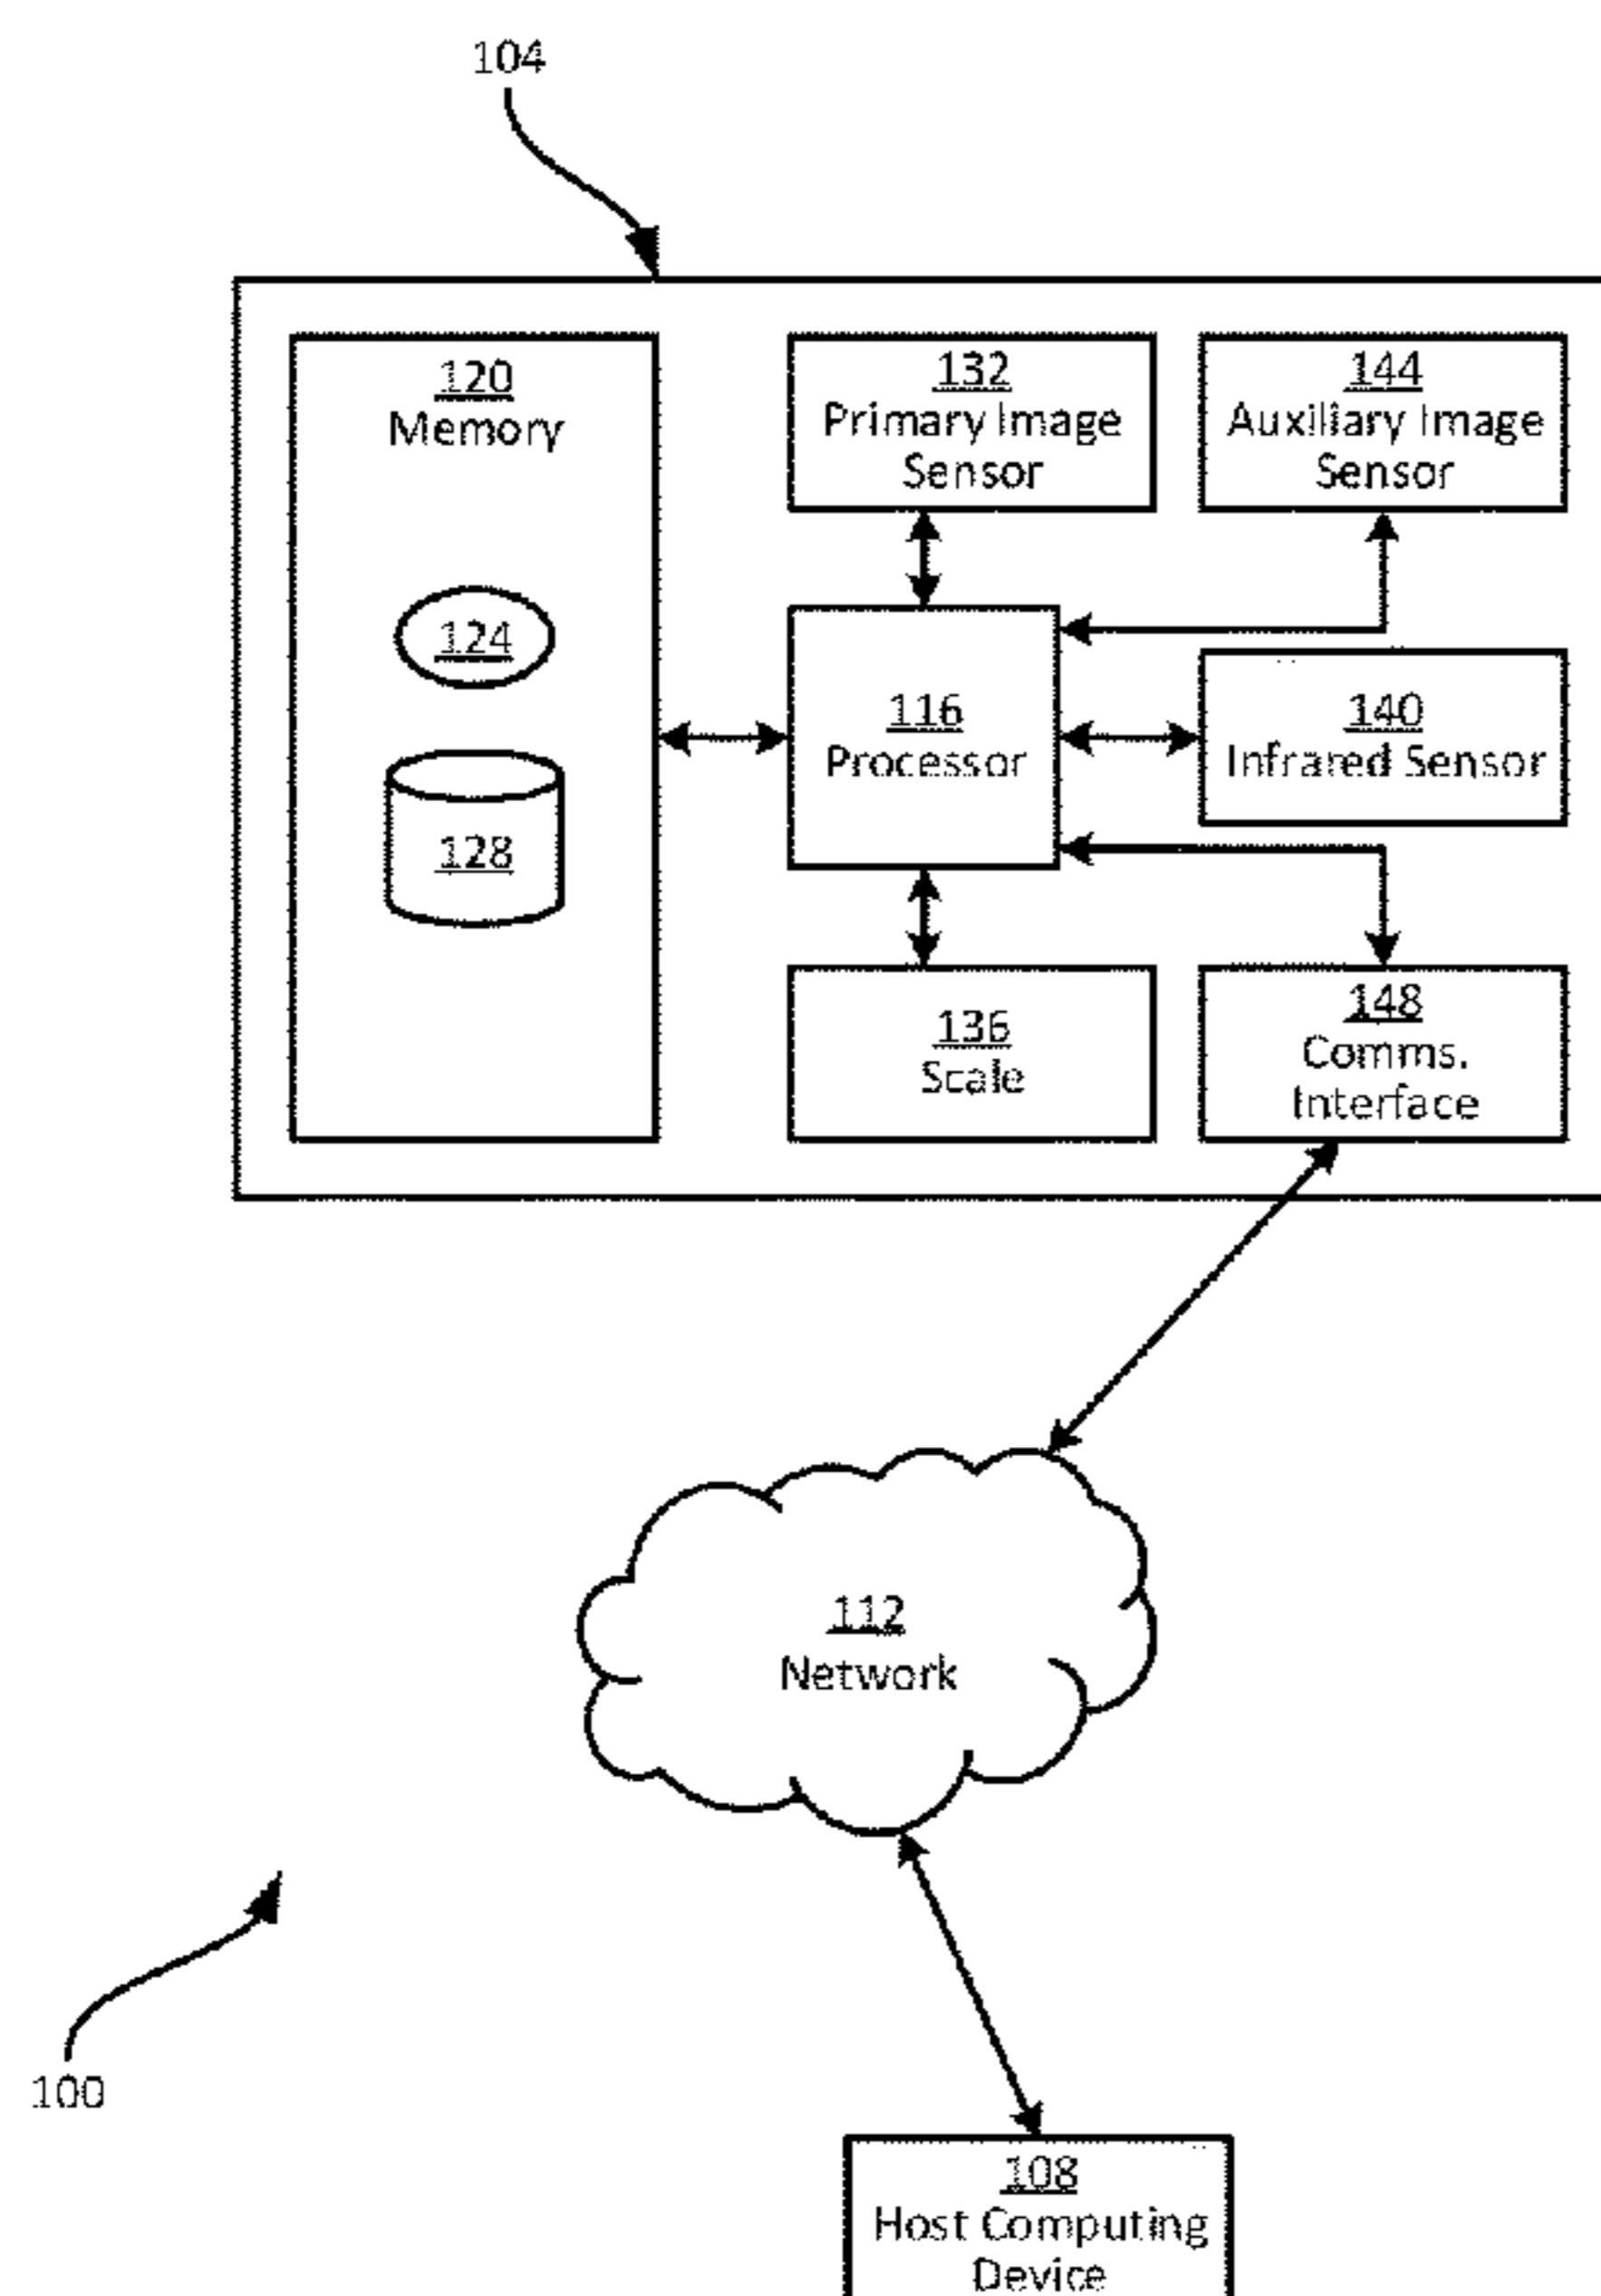 104
120
Memory
132
Primary Image
Sensor
144
Auxiliary Image
Sensor
124
116
Processor
140
Infrared Sensor
128
136
Scale
148
Comms.
Interface
112
Network
100
108
Host Computing
Device